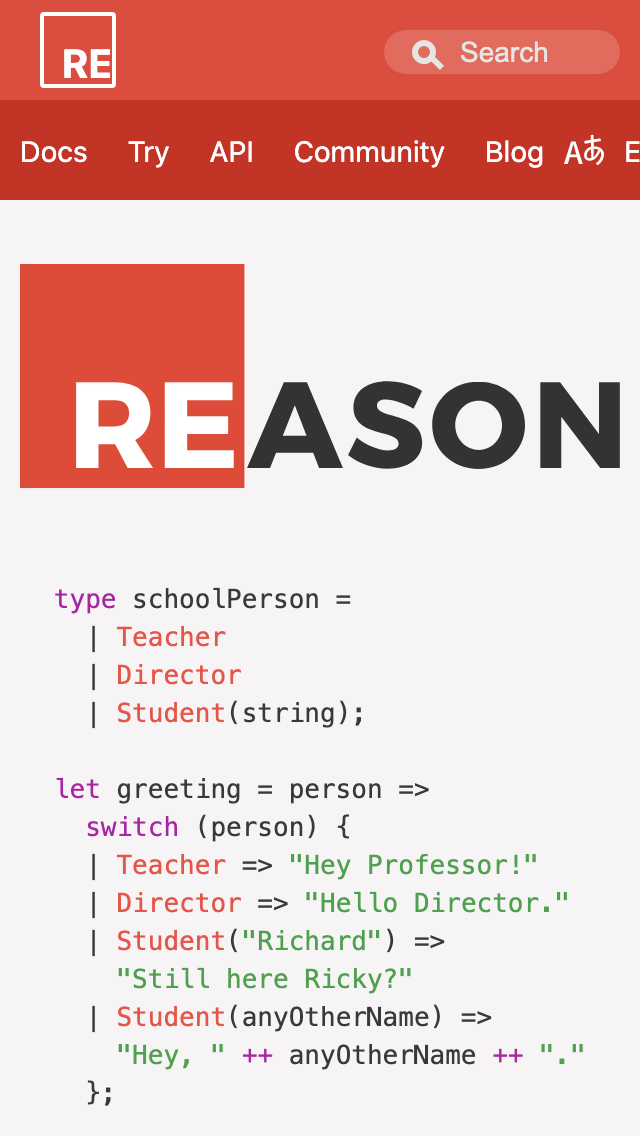 RE
Search
Docs Try API Community Blog Aあ E
REASON
type schoolPerson =
  | Teacher
  | Director
  | Student(string);

let greeting = person =>
  switch (person) {
  | Teacher => "Hey Professor!"
  | Director => "Hello Director."
  | Student("Richard") =>
    "Still here Ricky?"
  | Student(anyOtherName) =>
    "Hey, " ++ anyOtherName ++ "."
  };